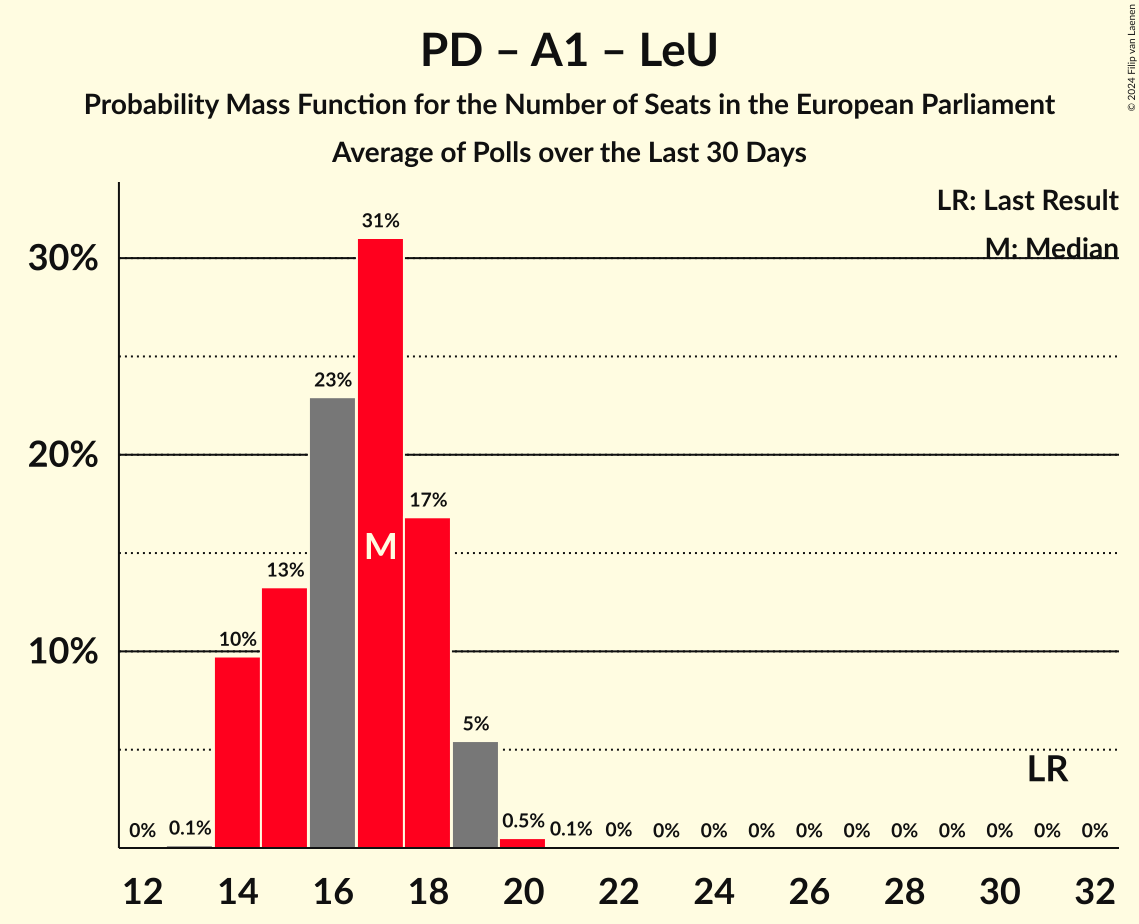 PD – A1 – LeU
Probability Mass Function for the Number of Seats in the European Parliament
Average of Polls over the Last 30 Days
© 2024 Filip van Laenen
LR: Last Result
M: Median
30%
20%
10%
0%
0.1%
10%
13%
23%
31%
17%
5%
0.5%
0.1%
0%
0%
0%
0%
0%
0%
0%
0%
0%
0%
0%
M
LR
12 14 16 18 20 22 24 26 28 30 32